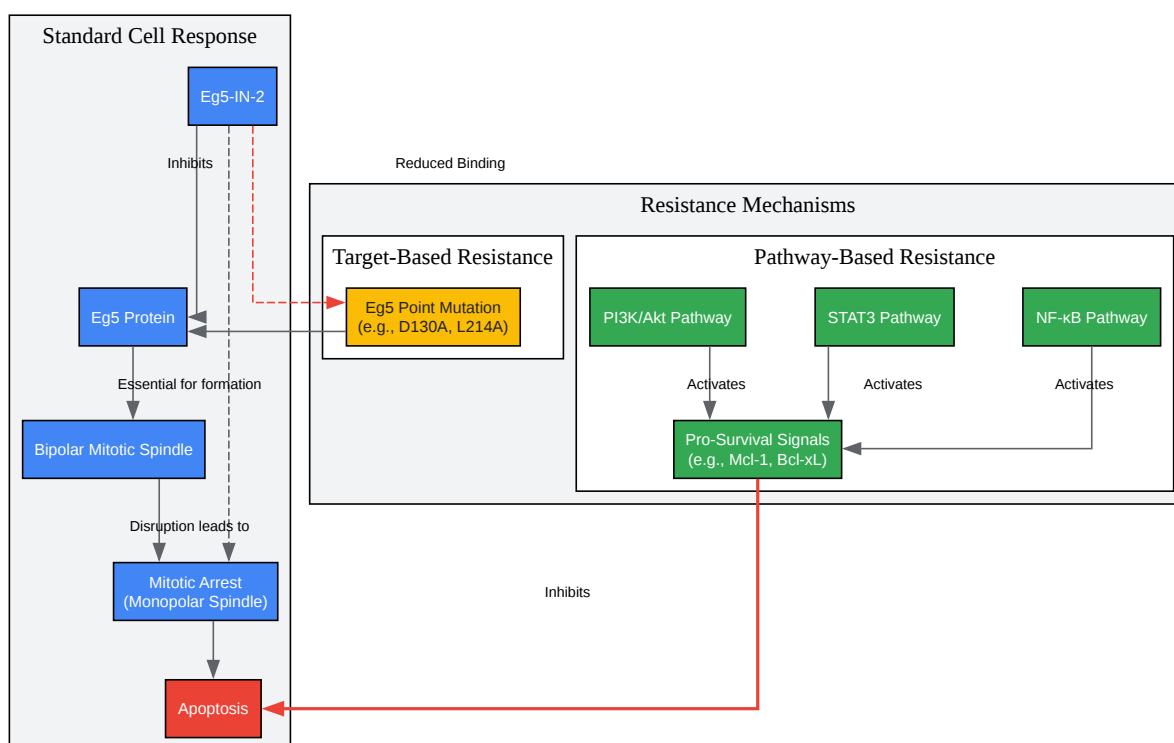 Standard Cell Response
Eg5-IN-2
Inhibits
Reduced Binding
Resistance Mechanisms
Target-Based Resistance
Pathway-Based Resistance
Eg5 Protein
Eg5 Point Mutation
(e.g., D130A, L214A)
PI3K/Akt Pathway
STAT3 Pathway
NF-κB Pathway
Essential for formation
Activates
Activates
Activates
Bipolar Mitotic Spindle
Pro-Survival Signals
(e.g., Mcl-1, Bcl-xL)
Disruption leads to
Mitotic Arrest
(Monopolar Spindle)
Inhibits
Apoptosis